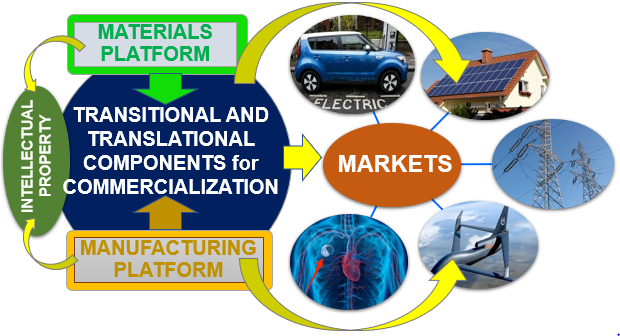 MATERIALS
PLATFORM
INTELLECTUAL
PROPERTY
TRANSITIONAL AND
TRANSLATIONAL
COMPONENTS for
COMMERCIALIZATION
MANUFACTURING
PLATFORM
ELECTRIC
MARKETS